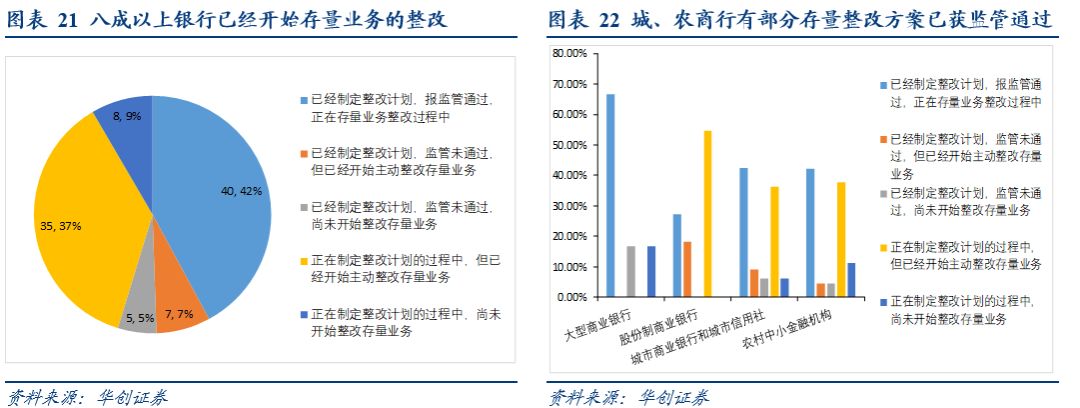 图表 21 八成以上银行已经开始存量业务的整改
8, 9%
40, 42%
35, 37%
5, 5%
7, 7%
已经制定整改计划，报监管通过，
正在存量业务整改过程中
已经制定整改计划，监管未通过，
但已经开始主动整改存量业务
已经制定整改计划，监管未通过，
尚未开始整改存量业务
正在制定整改计划的过程中，但已
经开始主动整改存量业务
正在制定整改计划的过程中，尚未
开始整改存量业务
资料来源：华创证券
图表 22 城、农商行有部分存量整改方案已获监管通过
80.00%
70.00%
60.00%
50.00%
40.00%
30.00%
20.00%
10.00%
0.00%
大型商业银行
股份制商业银行
城市商业银行和城市信用社
农村中小金融机构
已经制定整改计划，报监管通
过，正在存量业务整改过程中
已经制定整改计划，监管未通
过，但已经开始主动整改存量
业务
已经制定整改计划，监管未通
过，尚未开始整改存量业务
正在制定整改计划的过程中，
但已经开始主动整改存量业务
正在制定整改计划的过程中，
尚未开始整改存量业务
资料来源：华创证券